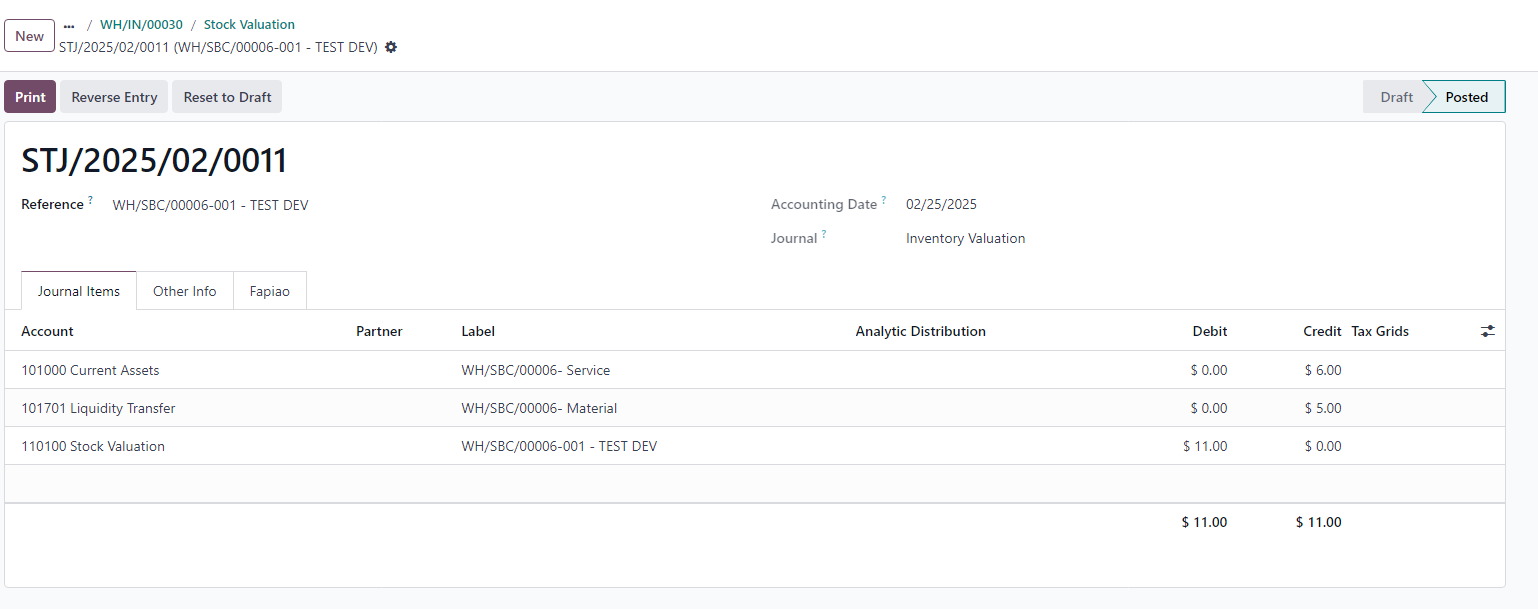 New
... / WH/IN/00030 / Stock Valuation
STJ/2025/02/0011 (WH/SBC/00006-001 - TEST DEV)
Print Reverse Entry Reset to Draft Draft Posted
STJ/2025/02/0011
Reference ? WH/SBC/00006-001 - TEST DEV Accounting Date ? 02/25/2025
Journal ? Inventory Valuation
Journal Items Other Info Fapiao
Account Partner Label Analytic Distribution Debit Credit Tax Grids
101000 Current Assets WH/SBC/00006- Service $ 0.00 $ 6.00
101701 Liquidity Transfer WH/SBC/00006- Material $ 0.00 $ 5.00
110100 Stock Valuation WH/SBC/00006-001 - TEST DEV $ 11.00 $ 0.00
$ 11.00 $ 11.00